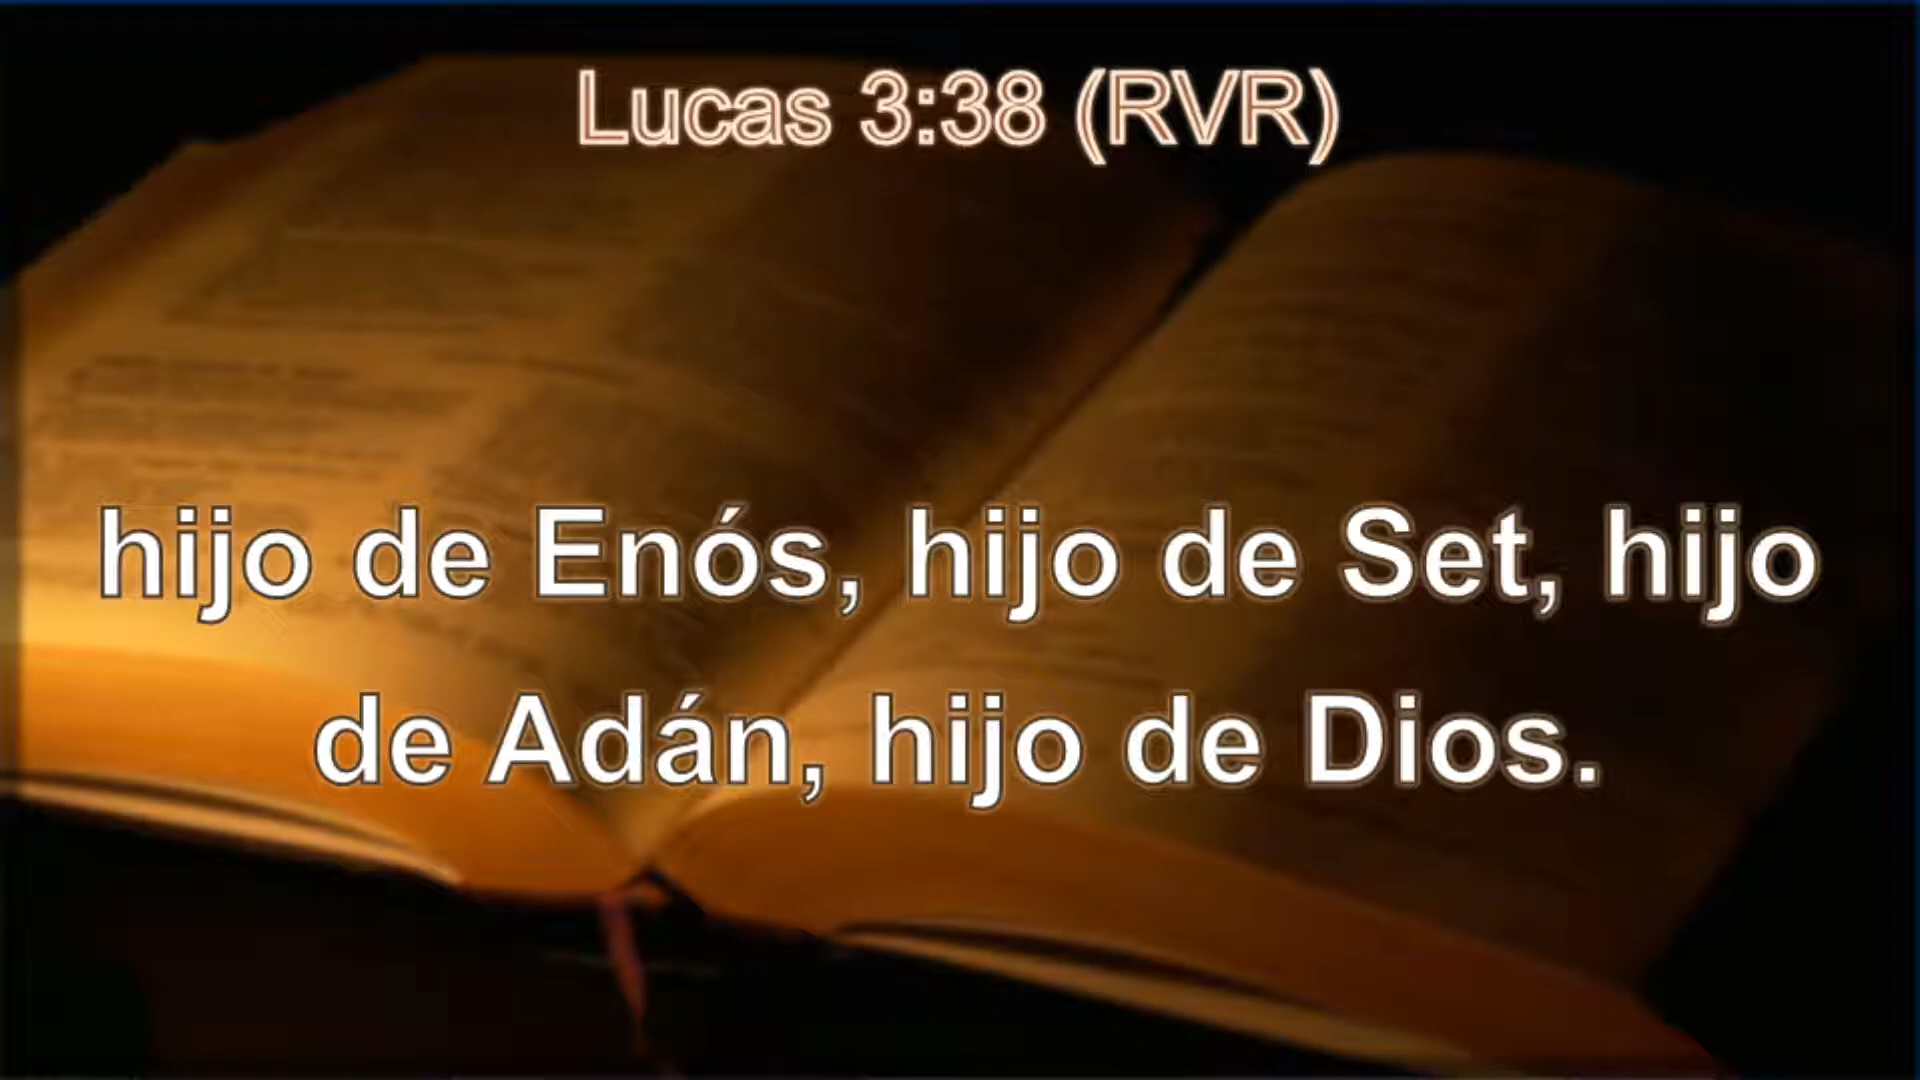 Lucas 3:38 (RVR)
hijo de Enós, hijo de Set, hijo
de Adán, hijo de Dios.